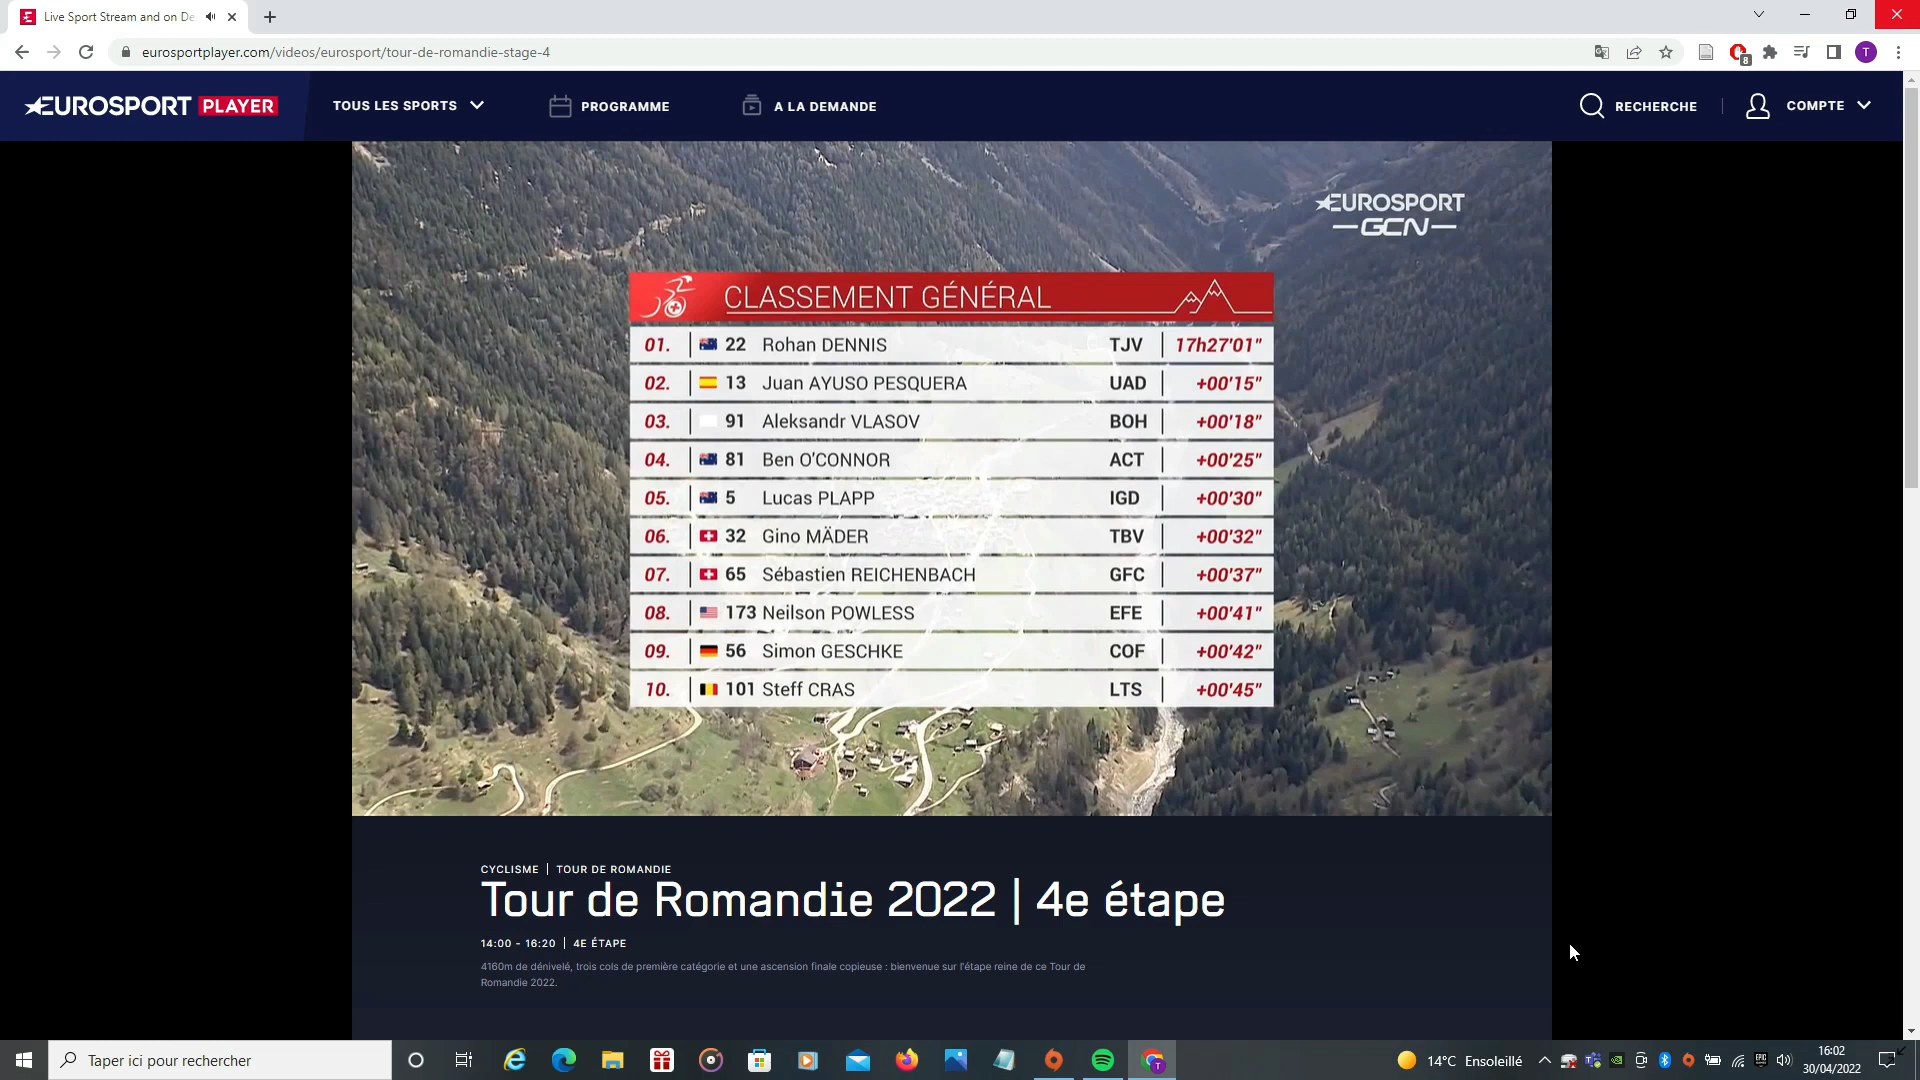 Live Sport Stream and on De
eurosportplayer.com/videos/eurosport/tour-de-romandie-stage-4
8
T
EUROSPORT PLAYER
TOUS LES SPORTS
PROGRAMME
A LA DEMANDE
RECHERCHE
COMPTE
EUROSPORT
GCN
CLASSEMENT GÉNÉRAL
01. 22 Rohan DENNIS TJV 17h27'01"
02. 13 Juan AYUSO PESQUERA UAD +00'15"
03. 91 Aleksandr VLASOV BOH +00'18"
04. 81 Ben O'CONNOR ACT +00'25"
05. 5 Lucas PLAPP IGD +00'30"
06. 32 Gino MÄDER TBV +00'32"
07. 65 Sébastien REICHENBACH GFC +00'37"
08. 173 Neilson POWLESS EFE +00'41"
09. 56 Simon GESCHKE COF +00'42"
10. 101 Steff CRAS LTS +00'45"
CYCLISME | TOUR DE ROMANDIE
Tour de Romandie 2022 | 4e étape
14:00 - 16:20 | 4E ÉTAPE
4160m de dénivelé, trois cols de première catégorie et une ascension finale copieuse : bienvenue sur l'étape reine de ce Tour de
Romandie 2022.
Taper ici pour rechercher
T
14°C Ensoleillé
16:02
30/04/2022